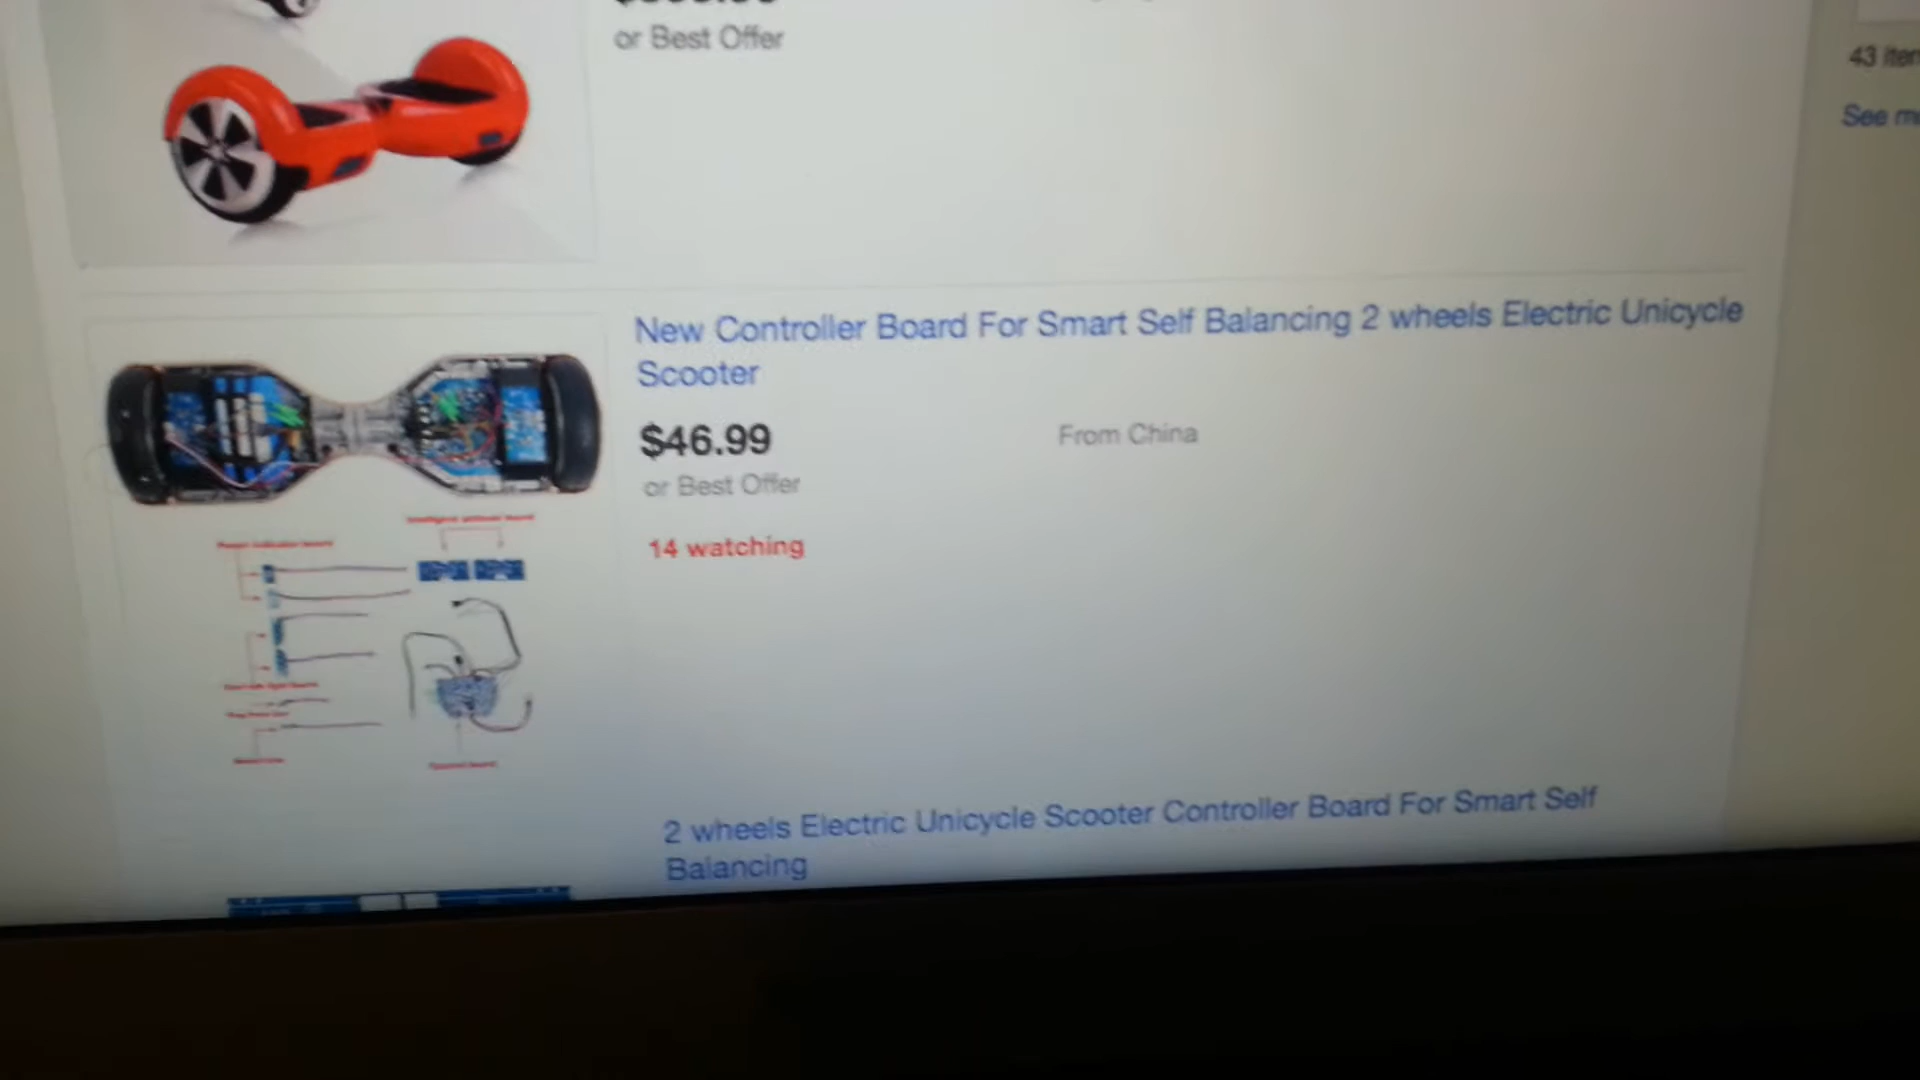 or Best Offer
43
See
New Controller Board For Smart Self Balancing 2 wheels Electric Unicycle
Scooter
$46.99
From China
or Best Offer
14 watching
2 wheels Electric Unicycle Scooter Controller Board For Smart Self
Balancing